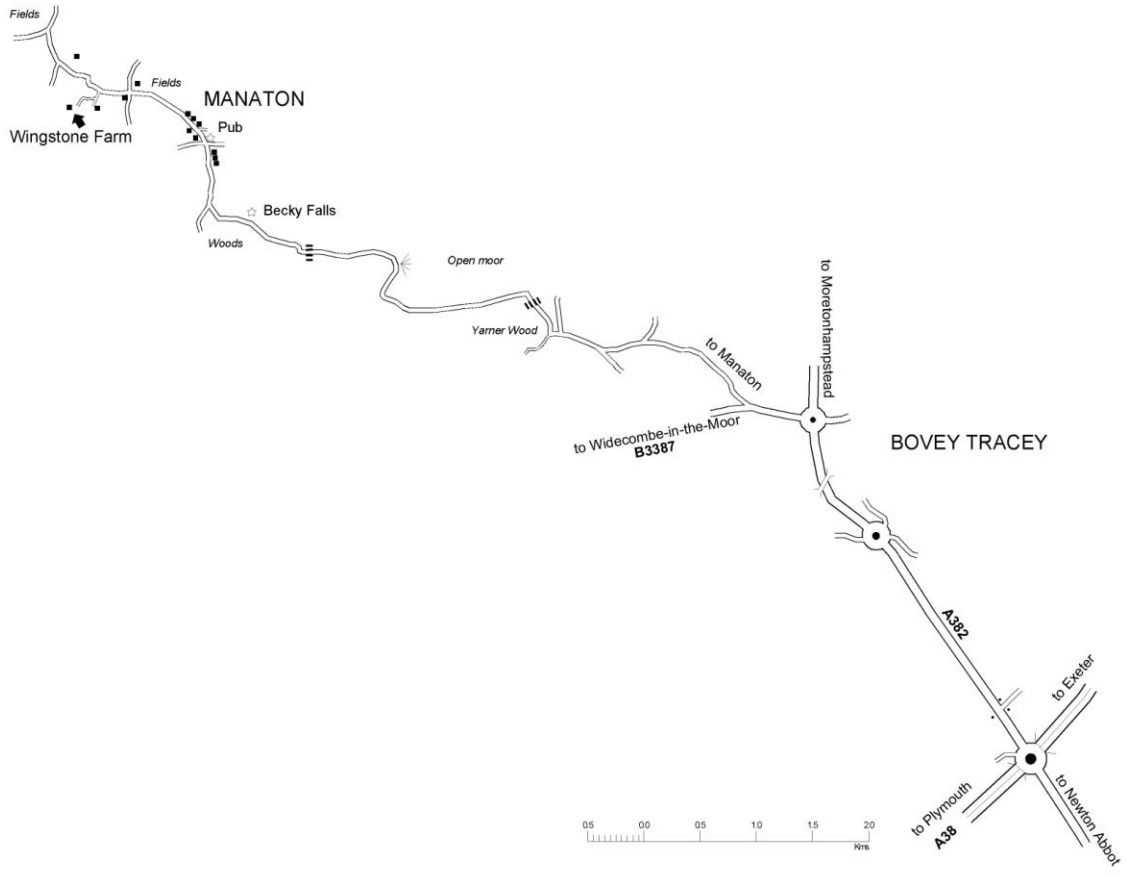 Fields
Fields
MANATON
Pub
Wingstone Farm
Becky Falls
Woods
Open moor
Yarner Wood
to Manaton
to Moretonhampstead
to Widecombe-in-the-Moor
B3387
BOVEY TRACEY
A382
to Exeter
to Plymouth
A38
to Newton Abbot
0.5 0.0 0.5 1.0 1.5 2.0
Kms